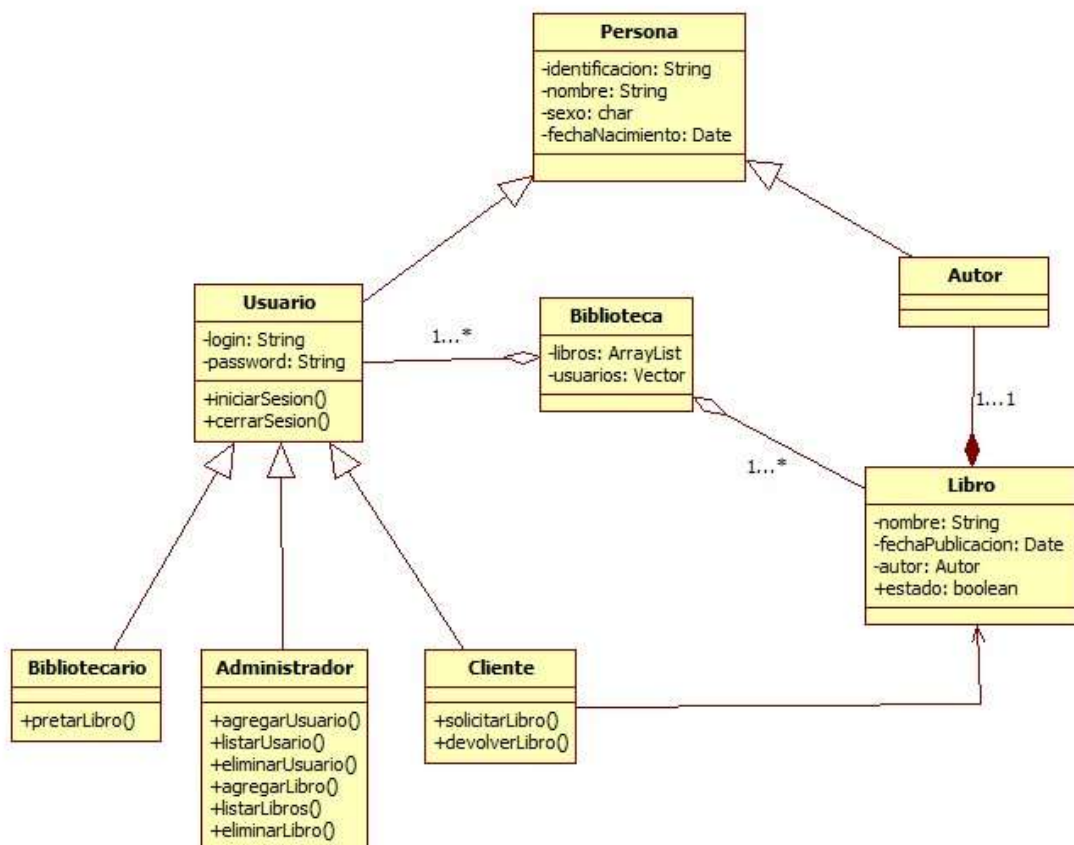 Persona
-identificacion: String
-nombre: String
-sexo: char
-fechaNacimiento: Date
Autor
Usuario
-login: String
-password: String
+iniciarSesion()
+cerrarSesion()
1...*
Biblioteca
-libros: ArrayList
-usuarios: Vector
1...1
1...*
Libro
-nombre: String
-fechaPublicacion: Date
-autor: Autor
+estado: boolean
Bibliotecario
+pretarLibro()
Administrador
+agregarUsuario()
+listarUsario()
+eliminarUsuario()
+agregarLibro()
+listarLibros()
+eliminarLibro()
Cliente
+solicitarLibro()
+devolverLibro()